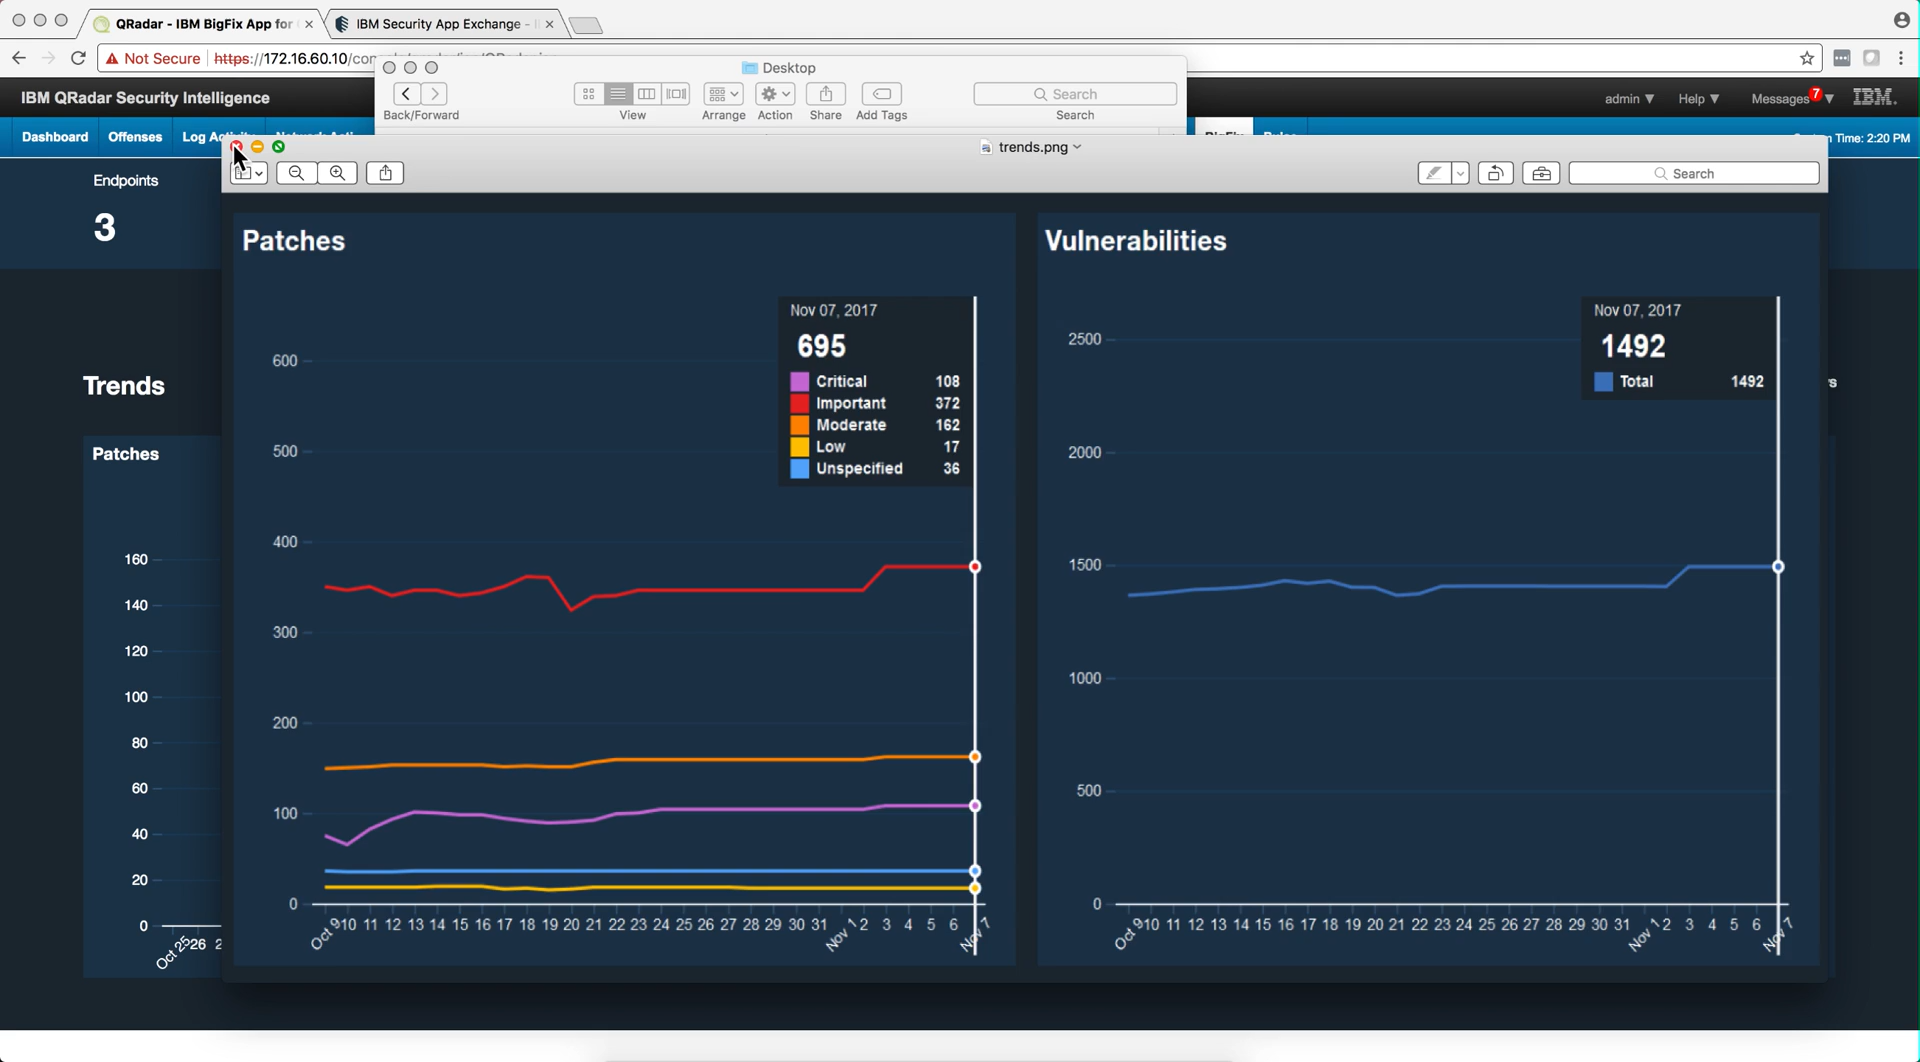 QRadar - IBM BigFix App for
IBM Security App Exchange -
Not Secure
https://172.16.60.10/con
Desktop
Search
Back/Forward
View
Arrange
Action
Share
Add Tags
Search
IBM QRadar Security Intelligence
admin
Help
Messages 7
IBM.
Dashboard
Offenses
Log Activity
Time: 2:20 PM
trends.png
Search
Endpoints
3
Trends
Patches
160
140
120
100
80
60
40
20
0
Oct 25 26 2
Patches
Nov 07, 2017
695
Critical 108
Important 372
Moderate 162
Low 17
Unspecified 36
600
500
400
300
200
100
0
Oct 9 10 11 12 13 14 15 16 17 18 19 20 21 22 23 24 25 26 27 28 29 30 31 Nov 1 2 3 4 5 6 Nov 7
Vulnerabilities
Nov 07, 2017
1492
Total 1492
2500
2000
1500
1000
500
0
Oct 9 10 11 12 13 14 15 16 17 18 19 20 21 22 23 24 25 26 27 28 29 30 31 Nov 1 2 3 4 5 6 Nov 7